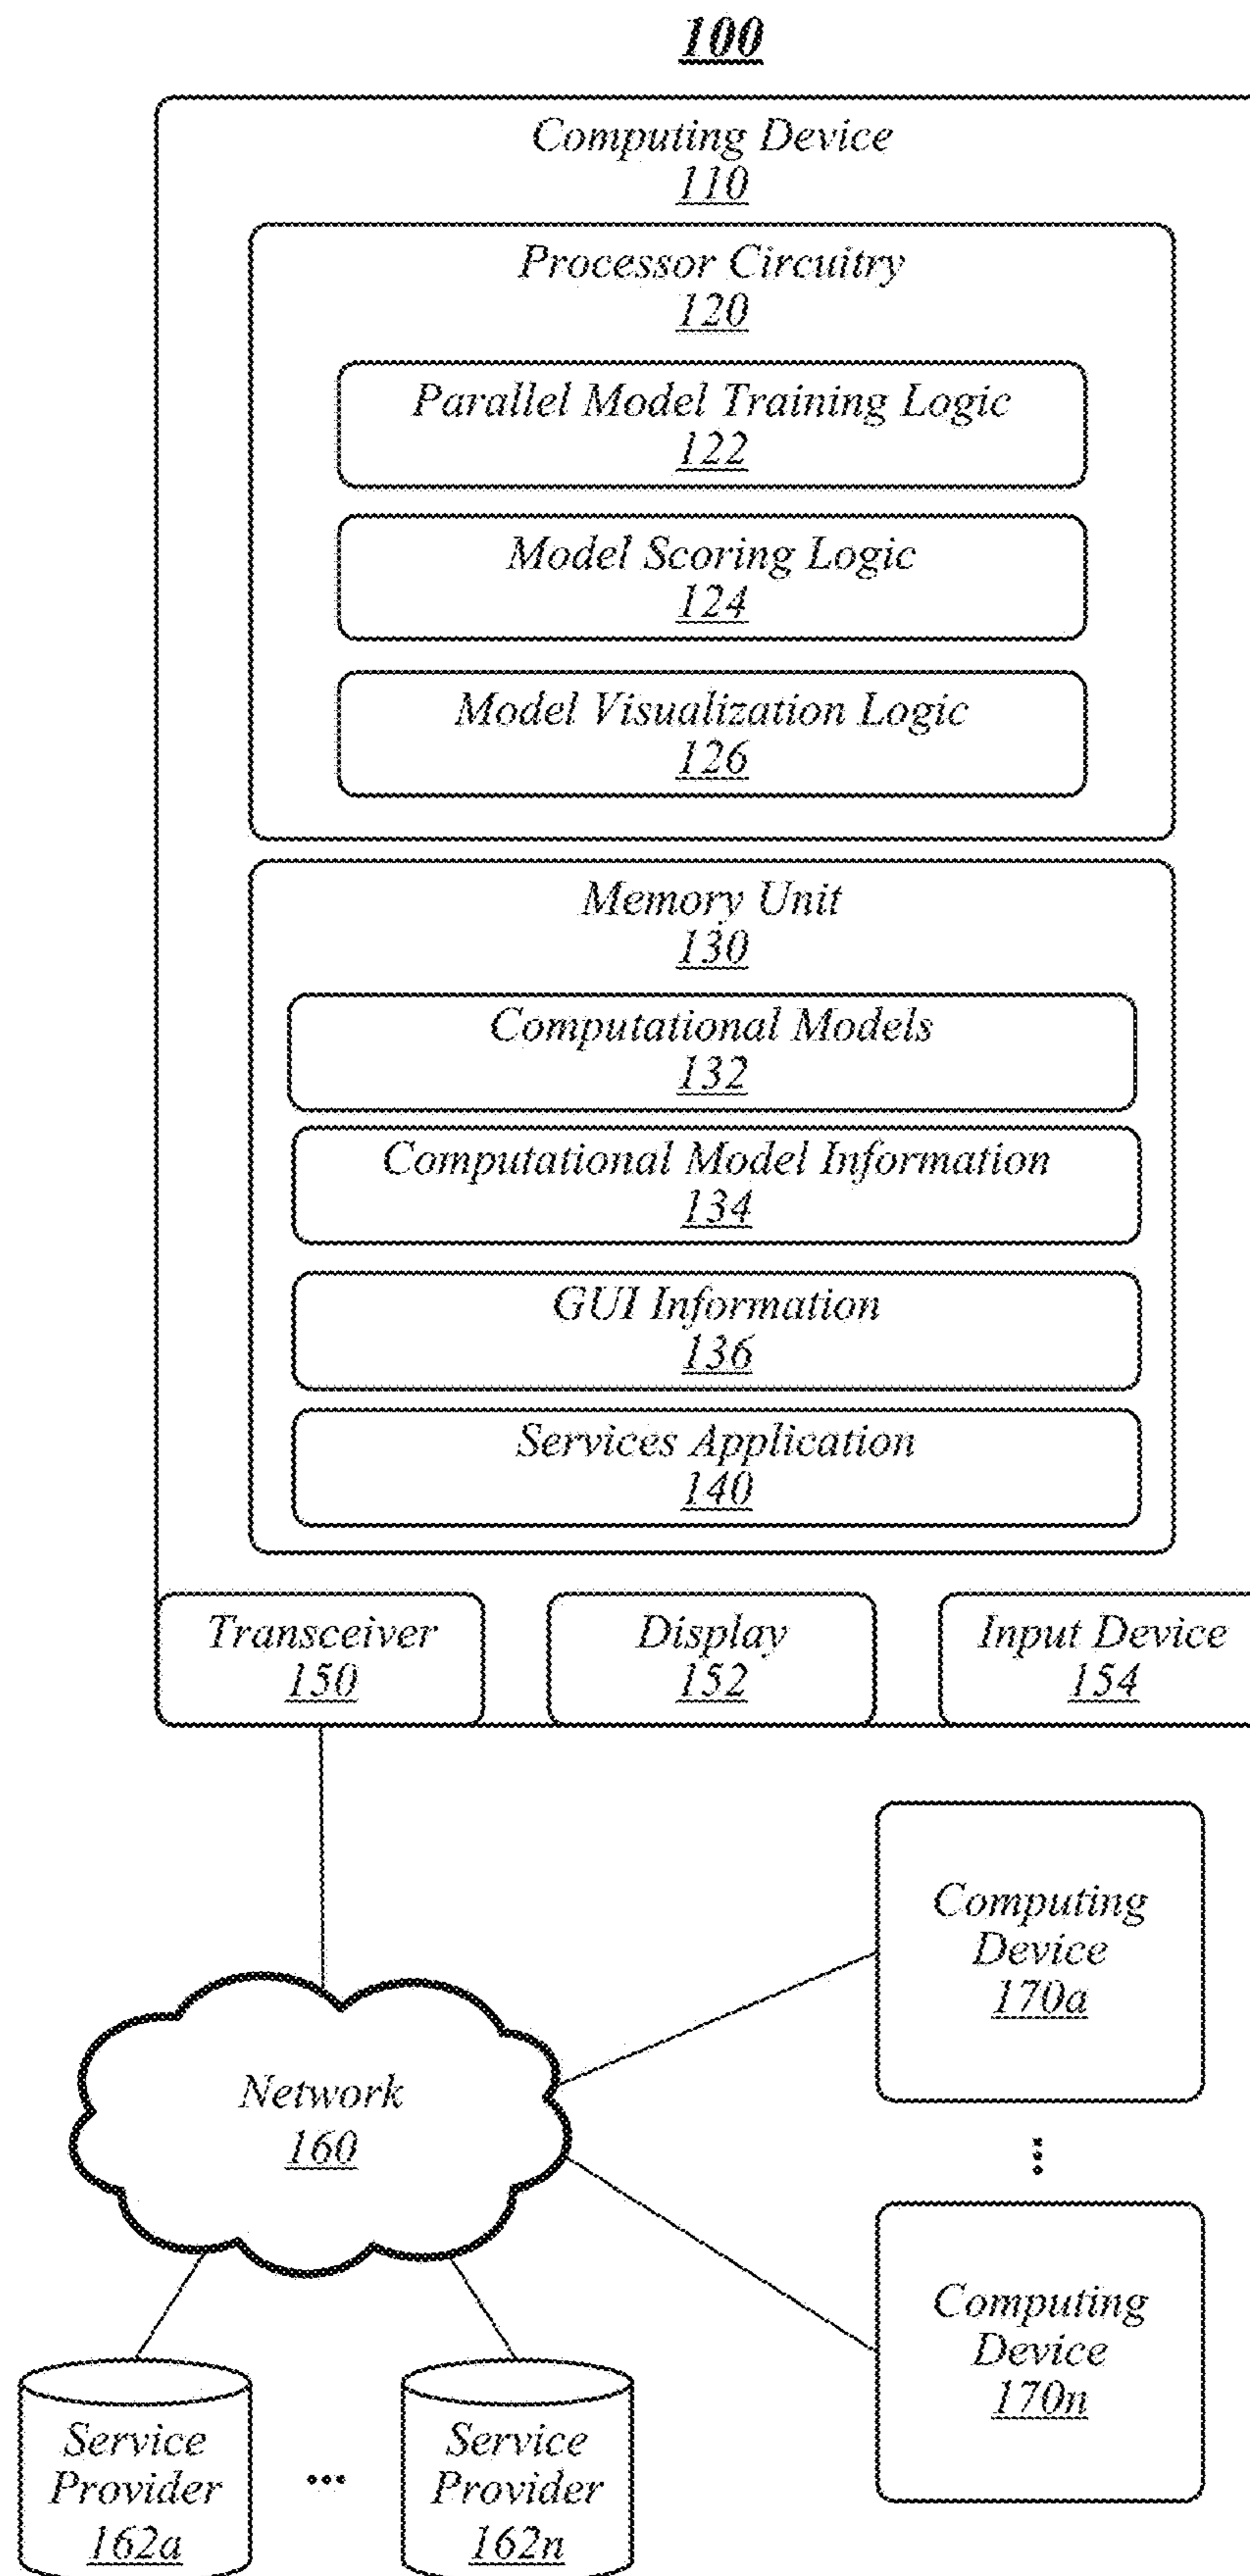 100
Computing Device
110
Processor Circuitry
120
Parallel Model Training Logic
122
Model Scoring Logic
124
Model Visualization Logic
126
Memory Unit
130
Computational Models
132
Computational Model Information
134
GUI Information
136
Services Application
140
Transceiver
150
Display
152
Input Device
154
Computing
Device
170a
Network
160
Computing
Device
170n
Service
Provider
162a
Service
Provider
162n